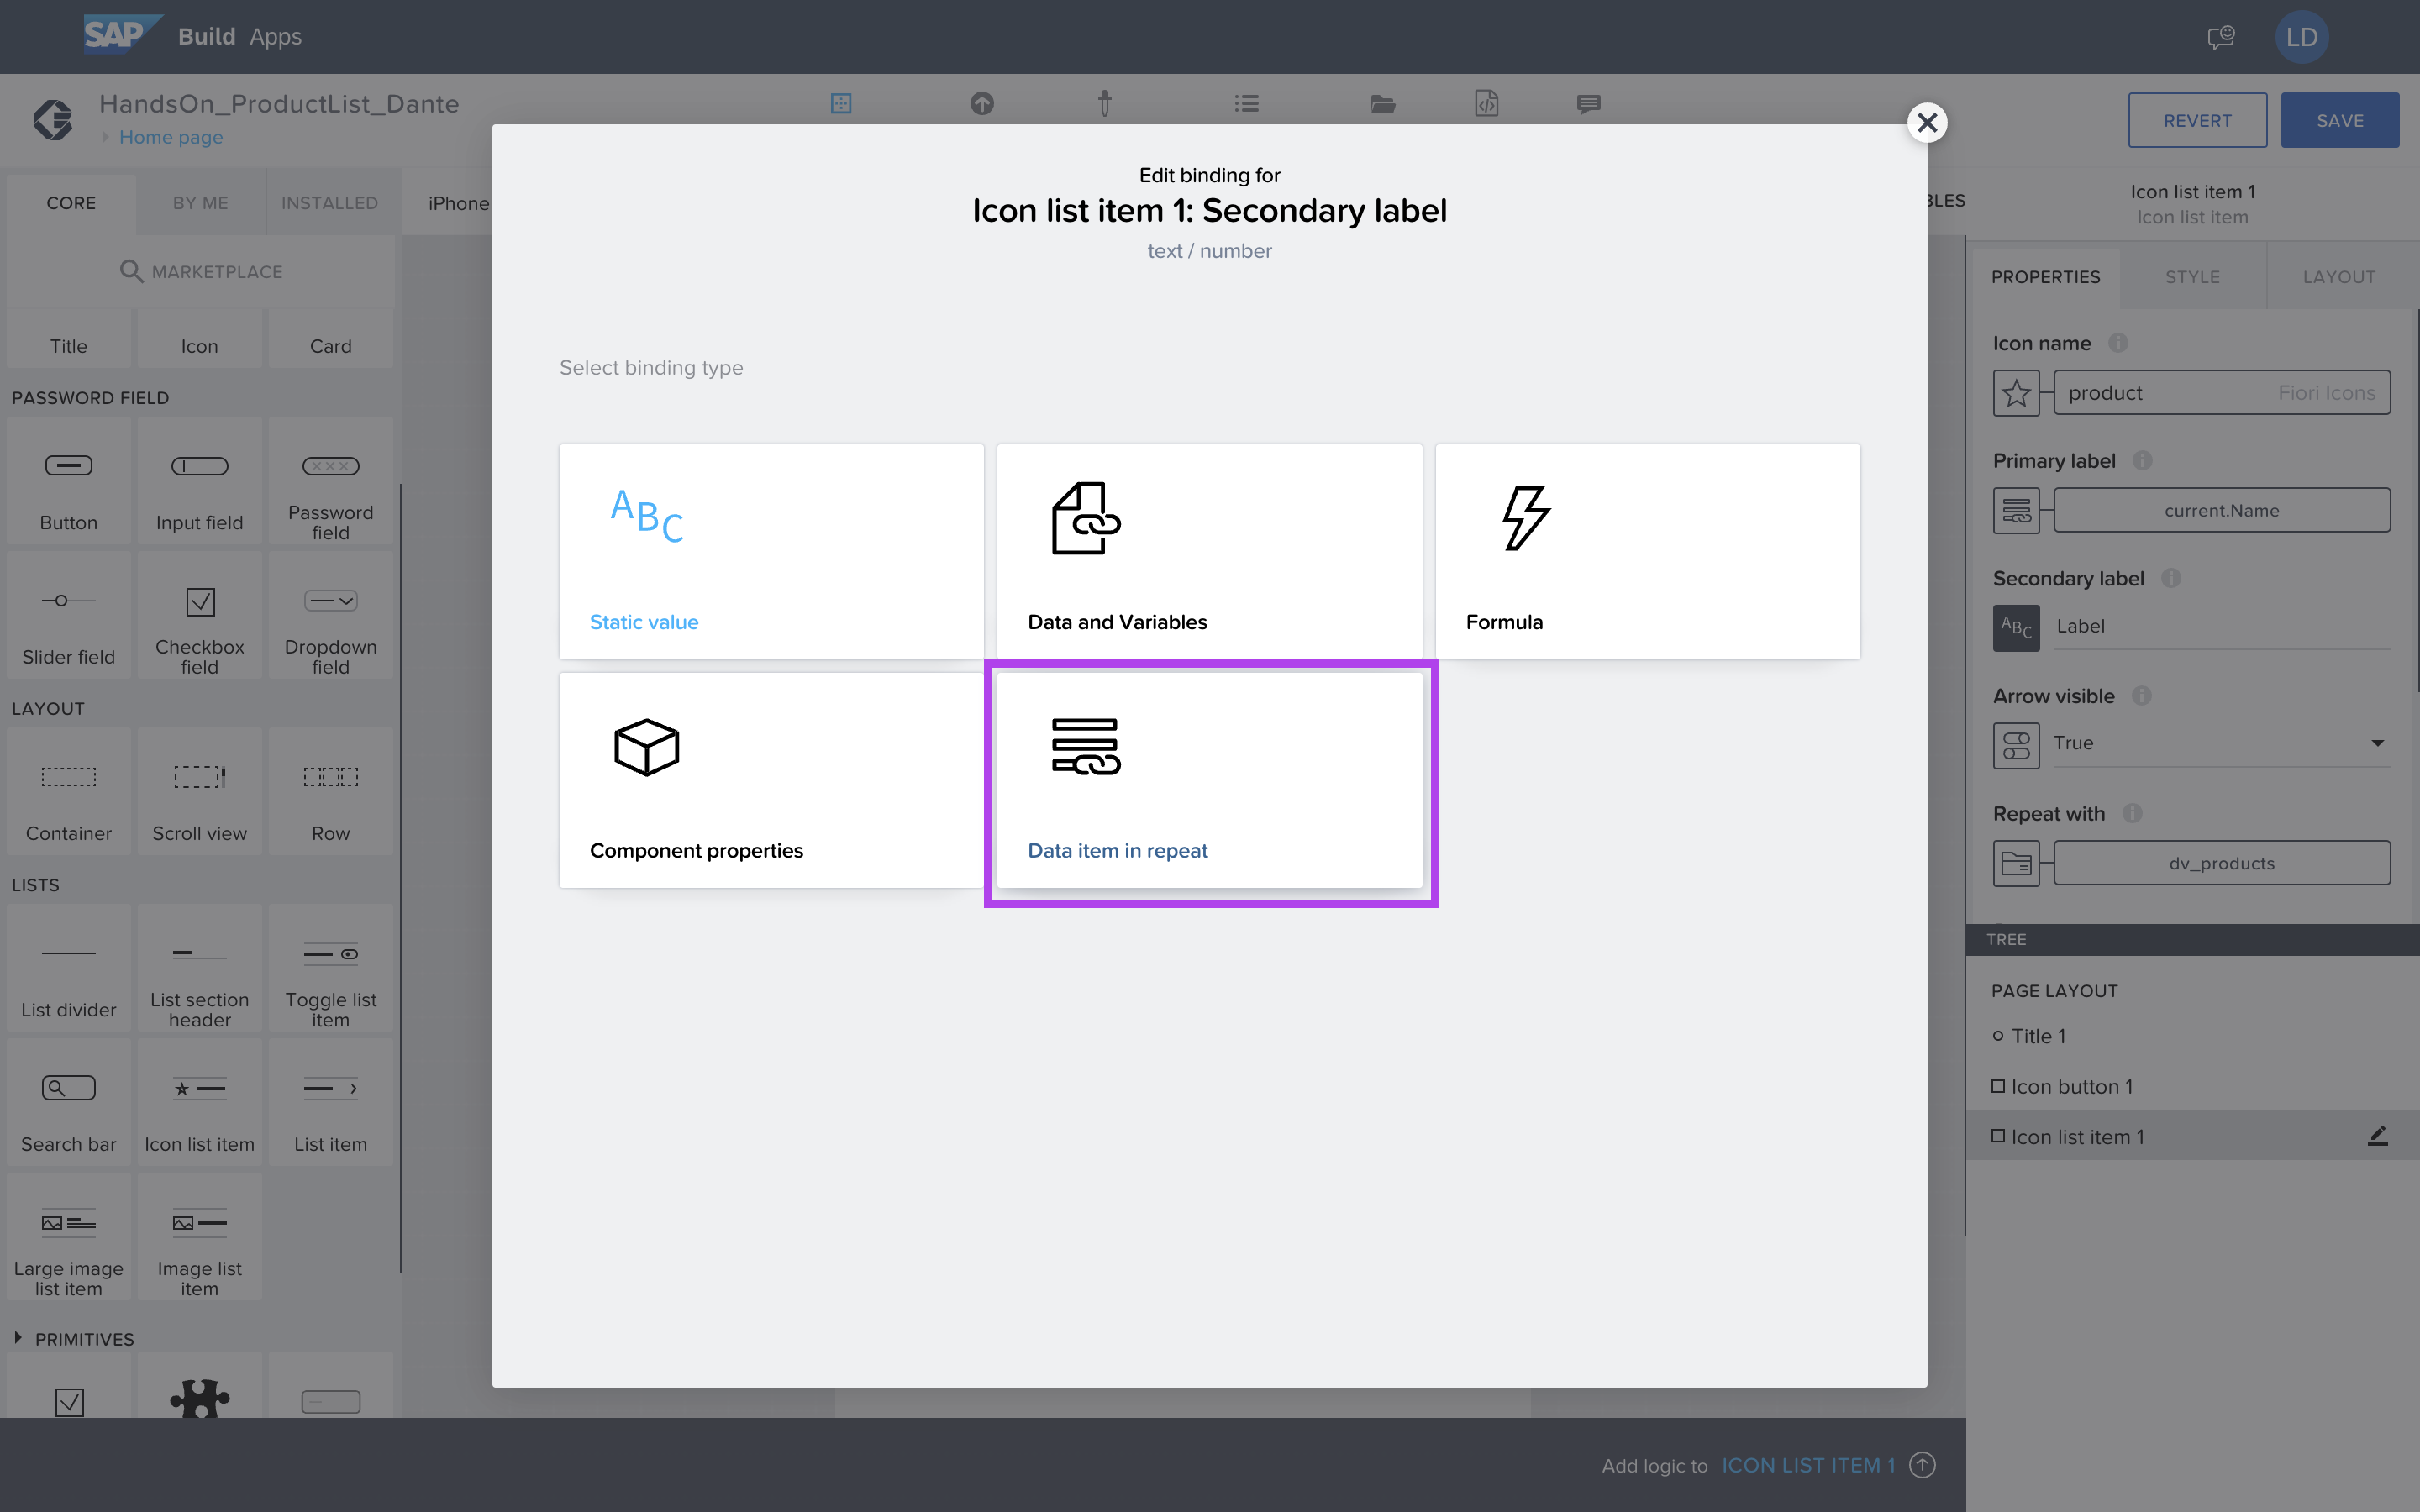 SAP Build Apps
LD
HandsOn_ProductList_Dante
Home page
REVERT
SAVE
CORE
BY ME
INSTALLED
iPhone
MARKETPLACE
Title
Icon
Card
PASSWORD FIELD
Button
Input field
Password
field
Slider field
Checkbox
field
Dropdown
field
LAYOUT
Container
Scroll view
Row
LISTS
List divider
List section
header
Toggle list
item
Search bar
Icon list item
List item
Large image
list item
Image list
item
PRIMITIVES
Edit binding for
Icon list item 1: Secondary label
text / number
Select binding type
ABC
Static value
Data and Variables
Formula
Component properties
Data item in repeat
BLES
Icon list item 1
Icon list item
PROPERTIES
STYLE
LAYOUT
Icon name
product
Fiori Icons
Primary label
current.Name
Secondary label
ABC
Label
Arrow visible
True
Repeat with
dv_products
TREE
PAGE LAYOUT
Title 1
Icon button 1
Icon list item 1
Add logic to ICON LIST ITEM 1